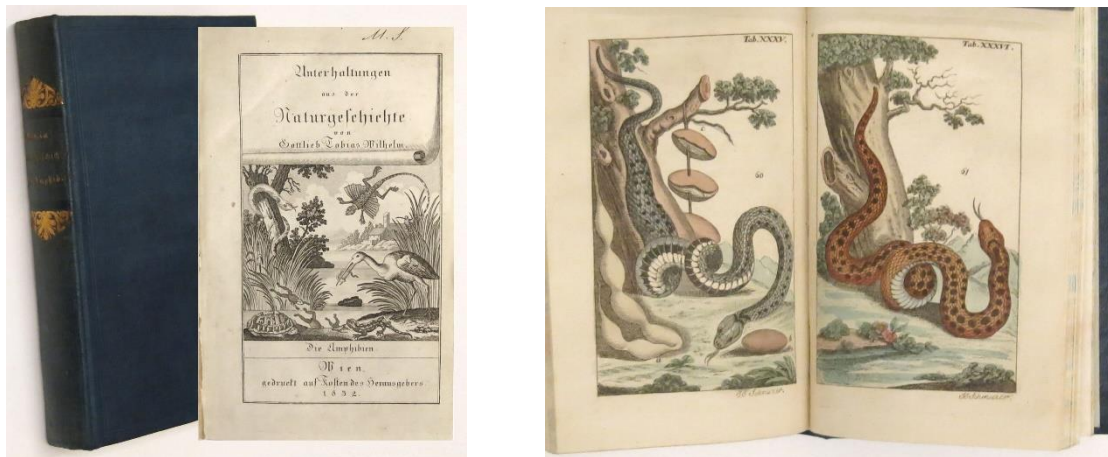 M. S.
Unterhaltungen
aus der
Naturgeschichte
von
Gottlieb Tobias Wilhelm.
Die Amphibien.
Wien,
gedruckt auf Kosten des Herausgebers
1832.
Tab. XXXV.
60
Tab. XXXVI.
61